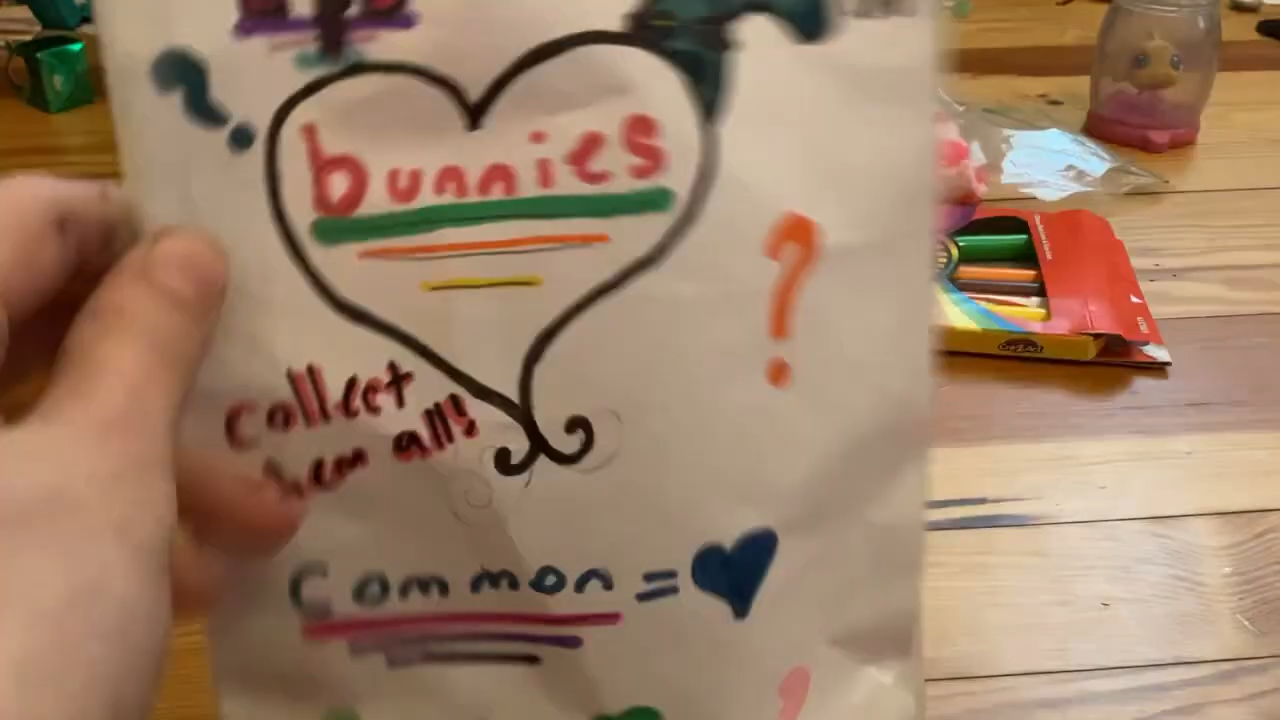 ?
bunnies
?
collect
them all!
common =
?